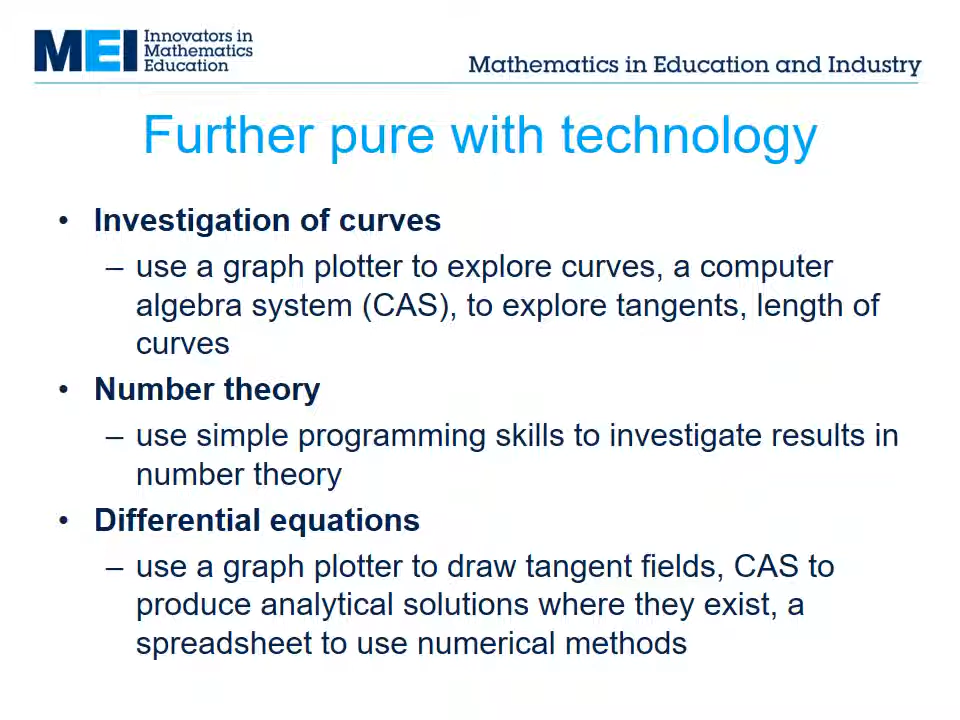 MEI
Innovators in
Mathematics
Education
Mathematics in Education and Industry
Further pure with technology
• Investigation of curves
– use a graph plotter to explore curves, a computer
algebra system (CAS), to explore tangents, length of
curves
• Number theory
– use simple programming skills to investigate results in
number theory
• Differential equations
– use a graph plotter to draw tangent fields, CAS to
produce analytical solutions where they exist, a
spreadsheet to use numerical methods